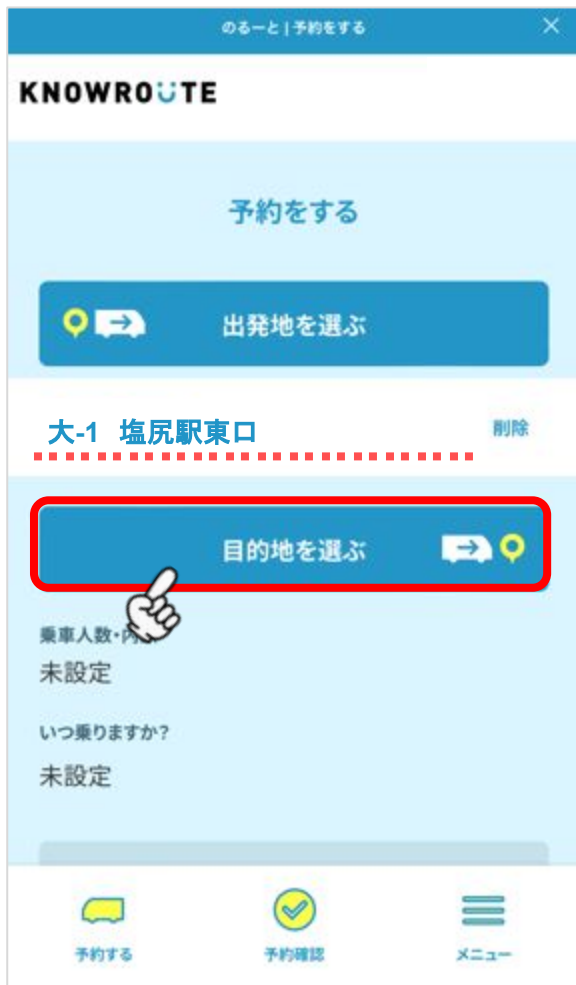 のるーと|予約をする
KNOWROUTE
予約をする
出発地を選ぶ
大-1 塩尻駅東口
削除
目的地を選ぶ
乗車人数・内
未設定
いつ乗りますか?
未設定
予約する
予約確認
メニュー